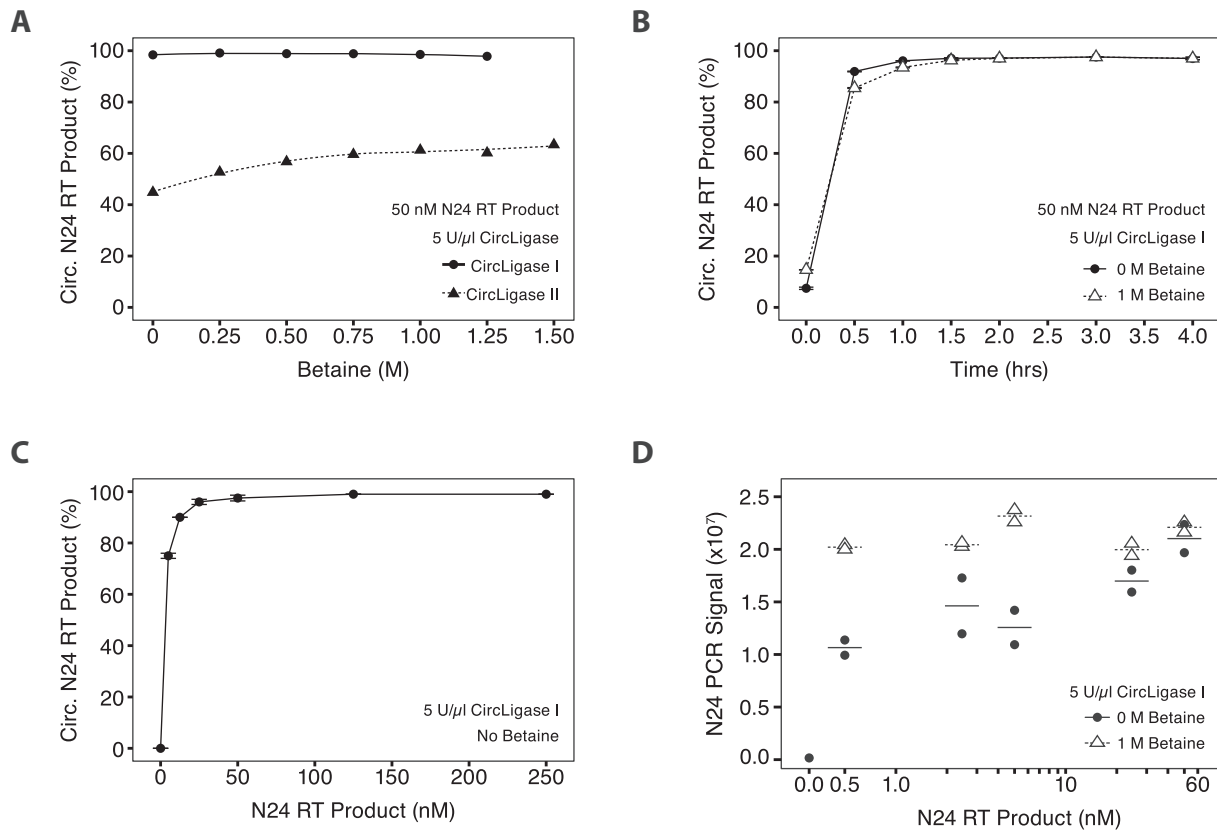 A
Circ. N24 RT Product (%)
100
80
60
40
20
0
50 nM N24 RT Product
5 U/µl CircLigase
CircLigase I
CircLigase II
0 0.25 0.50 0.75 1.00 1.25 1.50
Betaine (M)
B
Circ. N24 RT Product (%)
100
80
60
40
20
0
50 nM N24 RT Product
5 U/µl CircLigase I
0 M Betaine
1 M Betaine
0.0 0.5 1.0 1.5 2.0 2.5 3.0 3.5 4.0
Time (hrs)
C
Circ. N24 RT Product (%)
100
80
60
40
20
0
5 U/µl CircLigase I
No Betaine
0 50 100 150 200 250
N24 RT Product (nM)
D
N24 PCR Signal (x10⁷)
2.5
2.0
1.5
1.0
0.5
0.0
5 U/µl CircLigase I
0 M Betaine
1 M Betaine
0.0 0.5 1.0 10 60
N24 RT Product (nM)